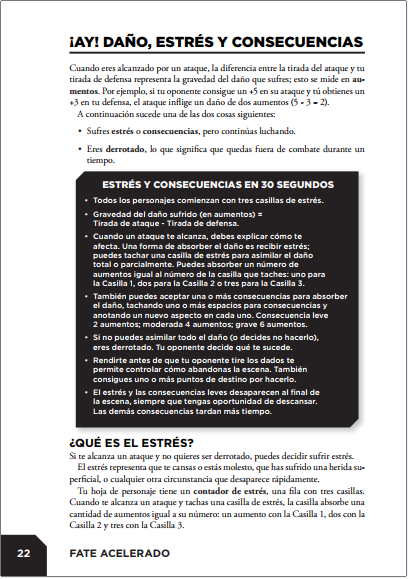 ¡AY! DAÑO, ESTRÉS Y CONSECUENCIAS
Cuando eres alcanzado por un ataque, la diferencia entre la tirada del ataque y tu
tirada de defensa representa la gravedad del daño que sufres; esto se mide en au-
mentos. Por ejemplo, si tu oponente consigue un +5 en su ataque y tú obtienes un
+3 en tu defensa, el ataque inflige un daño de dos aumentos (5 - 3 = 2).
A continuación sucede una de las dos cosas siguientes:
• Sufres estrés o consecuencias, pero continúas luchando.
• Eres derrotado, lo que significa que quedas fuera de combate durante un
tiempo.
ESTRÉS Y CONSECUENCIAS EN 30 SEGUNDOS
• Todos los personajes comienzan con tres casillas de estrés.
• Gravedad del daño sufrido (en aumentos) =
Tirada de ataque - Tirada de defensa.
• Cuando un ataque te alcanza, debes explicar cómo te
afecta. Una forma de absorber el daño es recibir estrés;
puedes tachar una casilla de estrés para asimilar el daño
total o parcialmente. Puedes absorber un número de
aumentos igual al número de la casilla que taches: uno para
la Casilla 1, dos para la Casilla 2 o tres para la Casilla 3.
• También puedes aceptar una o más consecuencias para absorber
el daño, tachando uno o más espacios para consecuencias y
anotando un nuevo aspecto en cada uno. Consecuencia leve
2 aumentos; moderada 4 aumentos; grave 6 aumentos.
• Si no puedes asimilar todo el daño (o decides no hacerlo),
eres derrotado. Tu oponente decide qué te sucede.
• Rendirte antes de que tu oponente tire los dados te
permite controlar cómo abandonas la escena. También
consigues uno o más puntos de destino por hacerlo.
• El estrés y las consecuencias leves desaparecen al final de
la escena, siempre que tengas oportunidad de descansar.
Las demás consecuencias tardan más tiempo.
¿QUÉ ES EL ESTRÉS?
Si te alcanza un ataque y no quieres ser derrotado, puedes decidir sufrir estrés.
El estrés representa que te cansas o estás molesto, que has sufrido una herida su-
perficial, o cualquier otra circunstancia que desaparece rápidamente.
Tu hoja de personaje tiene un contador de estrés, una fila con tres casillas.
Cuando te alcanza un ataque y tachas una casilla de estrés, la casilla absorbe una
cantidad de aumentos igual a su número: un aumento con la Casilla 1, dos con la
Casilla 2 y tres con la Casilla 3.
22 FATE ACELERADO